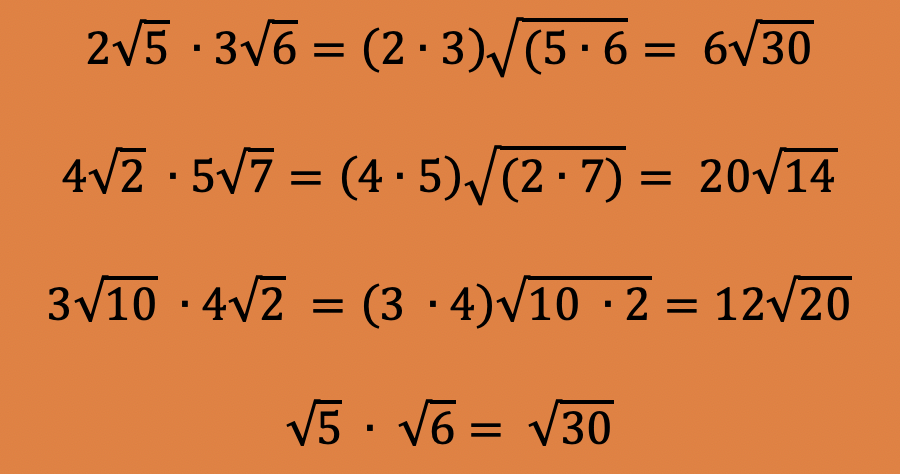 2√5 · 3√6 = (2 · 3)√(5 · 6 = 6√30
4√2 · 5√7 = (4 · 5)√(2 · 7) = 20√14
3√10 · 4√2 = (3 · 4)√10 · 2 = 12√20
√5 · √6 = √30